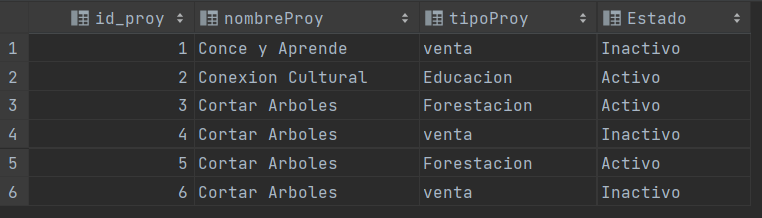 id_proy nombreProy tipoProy Estado
1 1 Conce y Aprende venta Inactivo
2 2 Conexion Cultural Educacion Activo
3 3 Cortar Arboles Forestacion Activo
4 4 Cortar Arboles venta Inactivo
5 5 Cortar Arboles Forestacion Activo
6 6 Cortar Arboles venta Inactivo